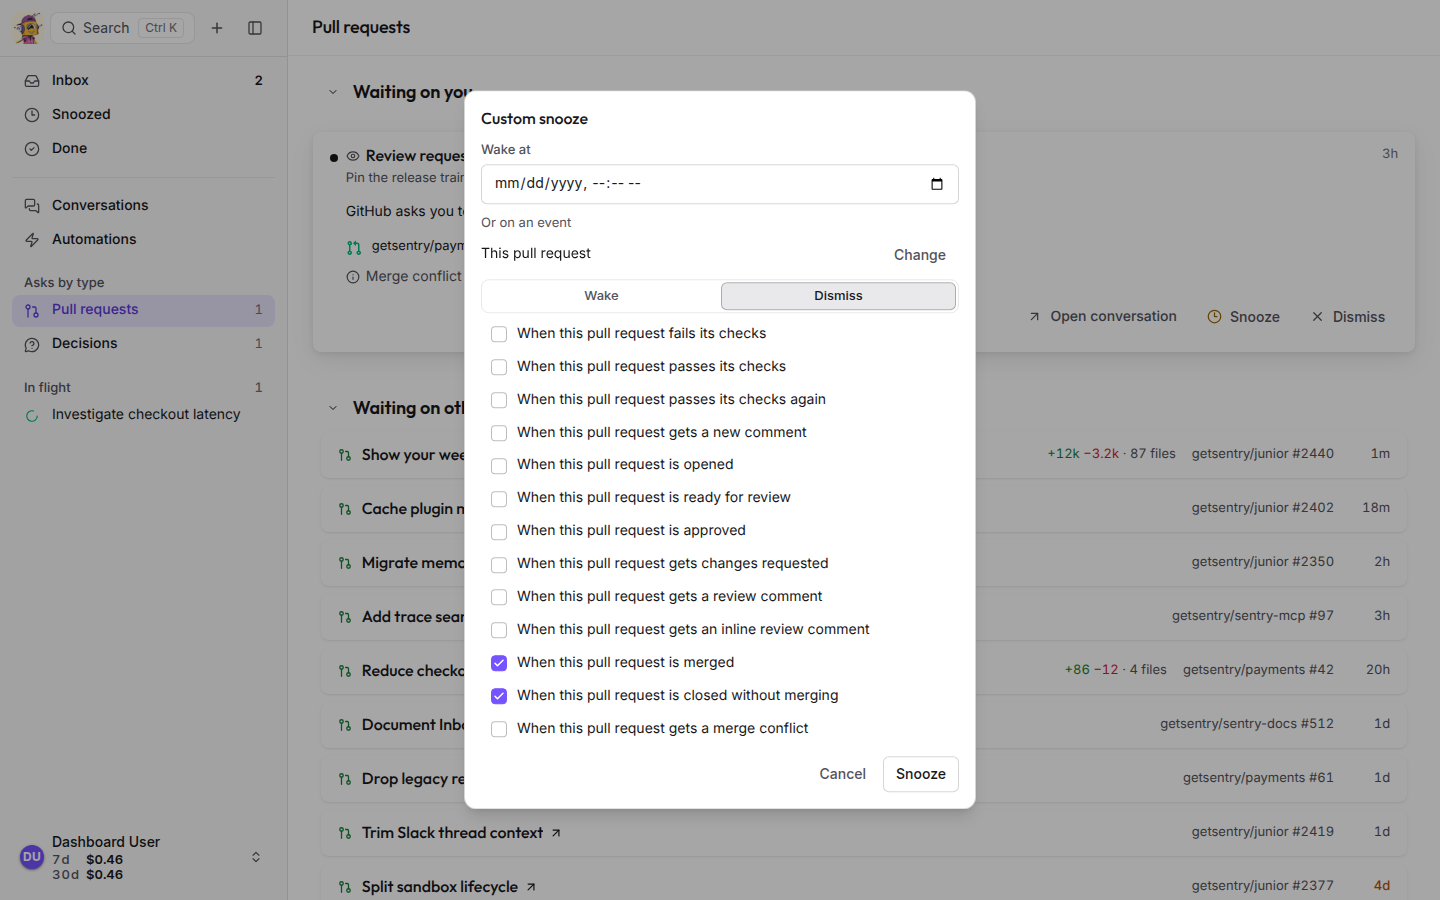 Search Ctrl K
Inbox 2
Snoozed
Done
Conversations
Automations
Asks by type
Pull requests 1
Decisions 1
In flight 1
Investigate checkout latency
DU
Dashboard User
7d $0.46
30d $0.46
Pull requests
Waiting on you
Review reques
3h
Pin the release train
GitHub asks you to
getsentry/paym
Merge conflict
Open conversation Snooze Dismiss
Custom snooze
Wake at
mm/dd/yyyy, --:-- --
Or on an event
This pull request Change
Wake Dismiss
When this pull request fails its checks
When this pull request passes its checks
When this pull request passes its checks again
When this pull request gets a new comment
When this pull request is opened
When this pull request is ready for review
When this pull request is approved
When this pull request gets changes requested
When this pull request gets a review comment
When this pull request gets an inline review comment
When this pull request is merged
When this pull request is closed without merging
When this pull request gets a merge conflict
Cancel Snooze
Waiting on oth
Show your wee +12k −3.2k · 87 files getsentry/junior #2440 1m
Cache plugin m getsentry/junior #2402 18m
Migrate memo getsentry/junior #2350 2h
Add trace sear getsentry/sentry-mcp #97 3h
Reduce checko +86 −12 · 4 files getsentry/payments #42 20h
Document Inbo getsentry/sentry-docs #512 1d
Drop legacy re getsentry/payments #61 1d
Trim Slack thread context getsentry/junior #2419 1d
Split sandbox lifecycle getsentry/junior #2377 4d